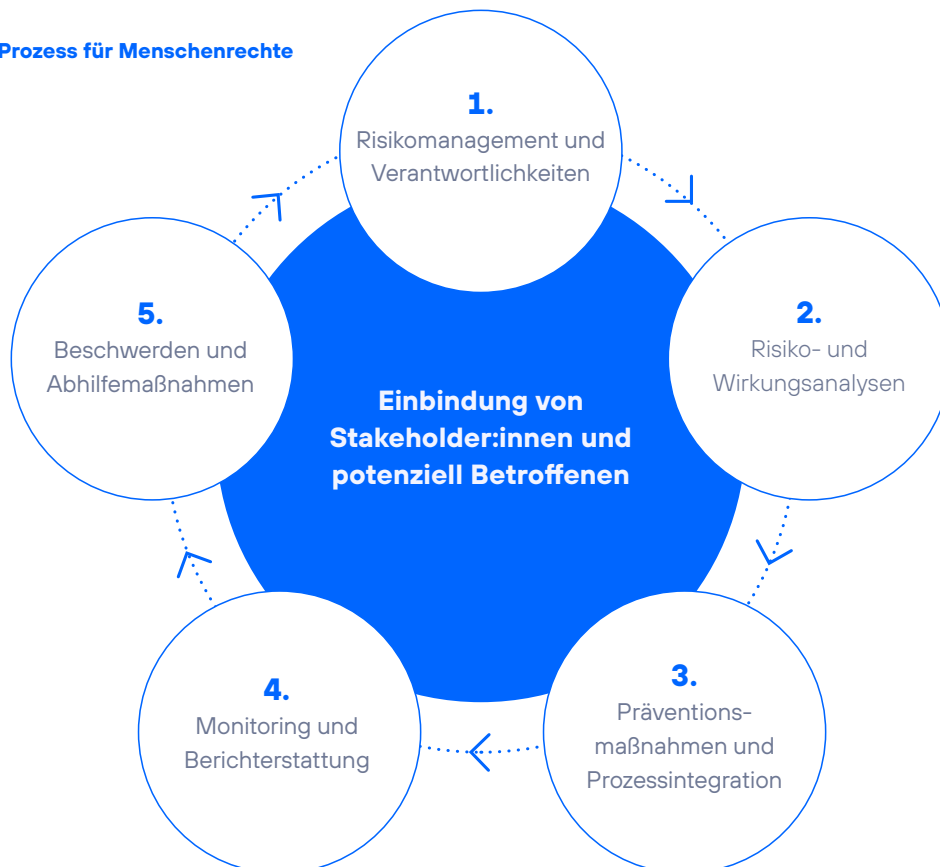 Prozess für Menschenrechte
1.
Risikomanagement und
Verantwortlichkeiten
2.
Risiko- und
Wirkungsanalysen
3.
Präventions-
maßnahmen und
Prozessintegration
4.
Monitoring und
Berichterstattung
5.
Beschwerden und
Abhilfemaßnahmen
Einbindung von
Stakeholder:innen und
potenziell Betroffenen